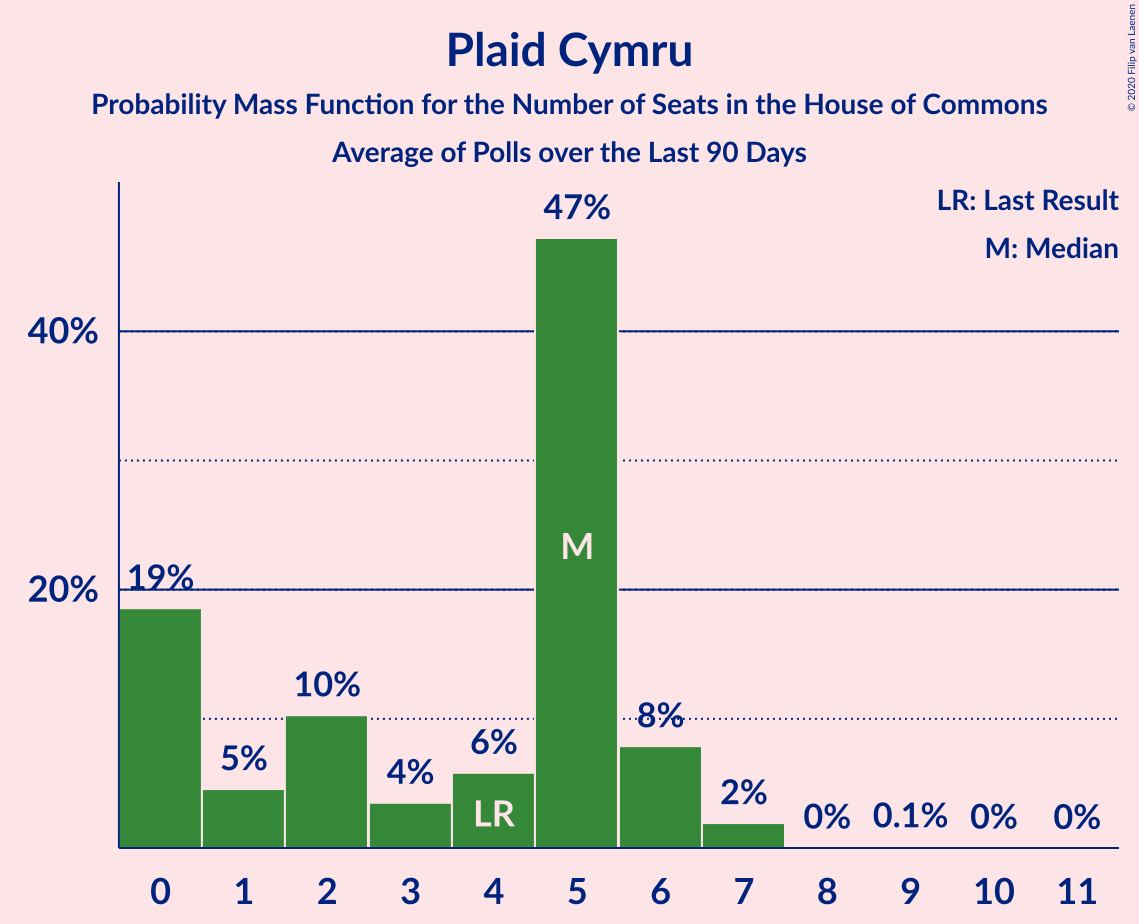 Plaid Cymru
Probability Mass Function for the Number of Seats in the House of Commons
Average of Polls over the Last 90 Days
© 2020 Filip van Laenen
LR: Last Result
M: Median
40%
20%
19%
5%
10%
4%
6%
47%
8%
2%
0%
0.1%
0%
0%
LR
M
0 1 2 3 4 5 6 7 8 9 10 11